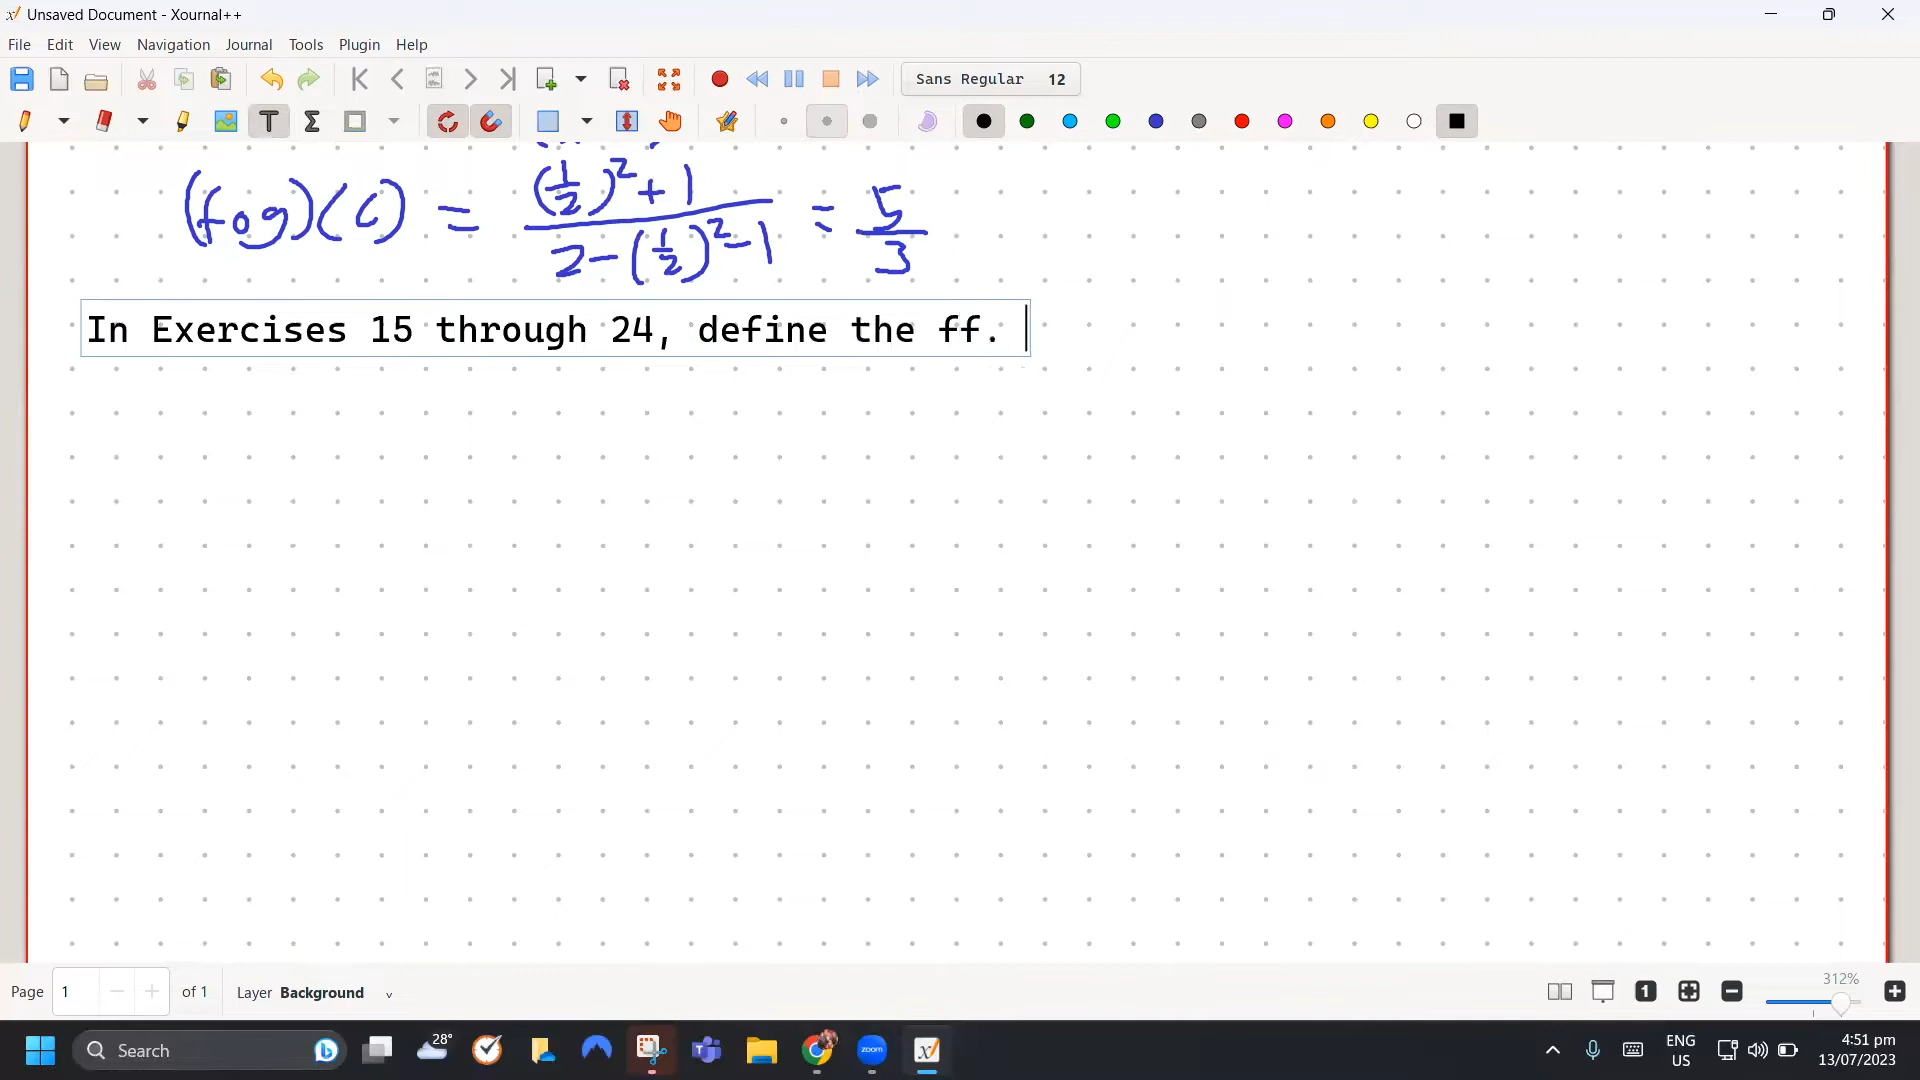 Unsaved Document - Xournal++
File Edit View Navigation Journal Tools Plugin Help
Sans Regular 12
(fog)(c) = ((1/2)^2 + 1)/(2-(1/2)^2-1) = 5/3
In Exercises 15 through 24, define the ff.
312%
Page 1 of 1 Layer Background
Search 28° zoom ENG US 4:51 pm 13/07/2023